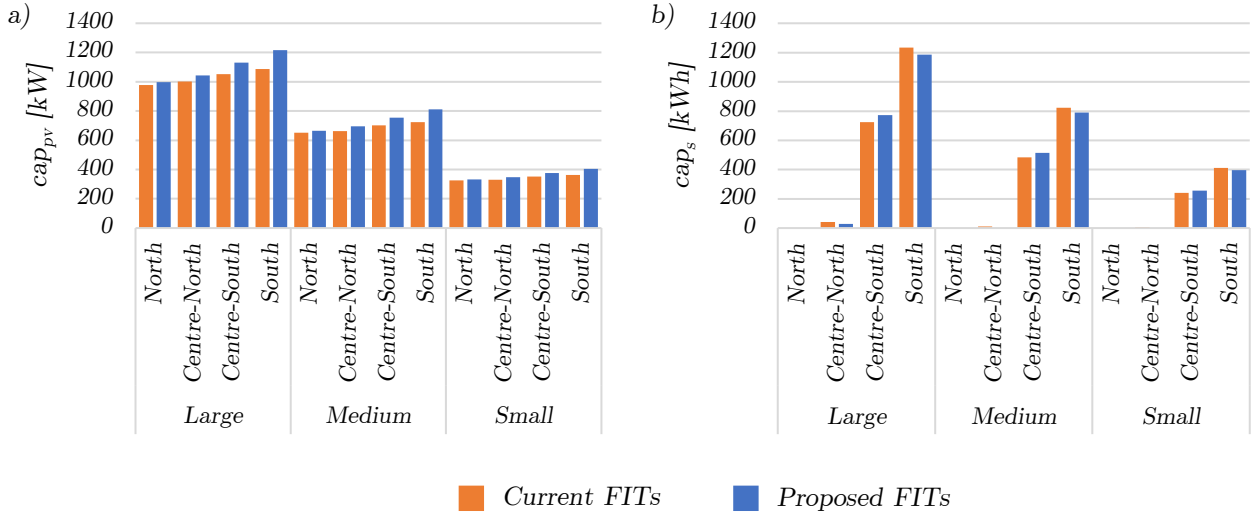 a)
cap_pv [kW]
1400
1200
1000
800
600
400
200
0
North
Centre-North
Centre-South
South
North
Centre-North
Centre-South
South
North
Centre-North
Centre-South
South
Large
Medium
Small
b)
cap_s [kWh]
1400
1200
1000
800
600
400
200
0
North
Centre-North
Centre-South
South
North
Centre-North
Centre-South
South
North
Centre-North
Centre-South
South
Large
Medium
Small
Current FITs
Proposed FITs